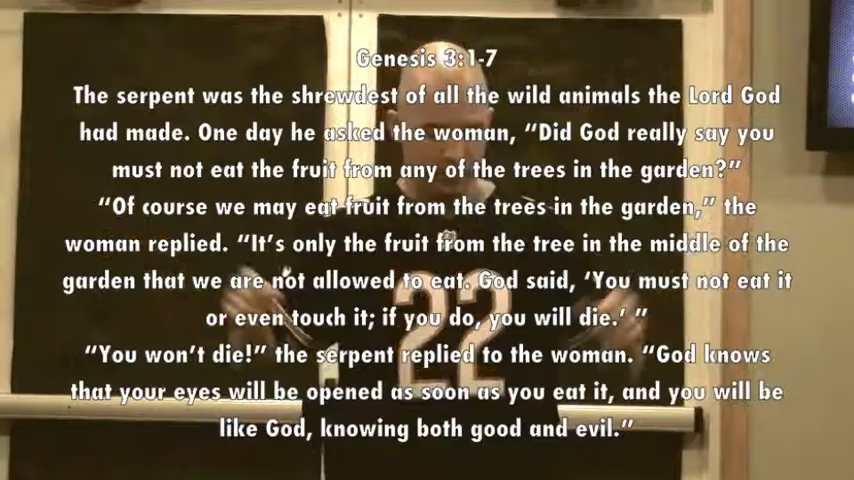 Genesis 3:1-7
The serpent was the shrewdest of all the wild animals the Lord God
had made. One day he asked the woman, “Did God really say you
must not eat the fruit from any of the trees in the garden?”
“Of course we may eat fruit from the trees in the garden,” the
woman replied. “It’s only the fruit from the tree in the middle of the
garden that we are not allowed to eat. God said, ‘You must not eat it
or even touch it; if you do, you will die.’ ”
“You won’t die!” the serpent replied to the woman. “God knows
that your eyes will be opened as soon as you eat it, and you will be
like God, knowing both good and evil.”
22